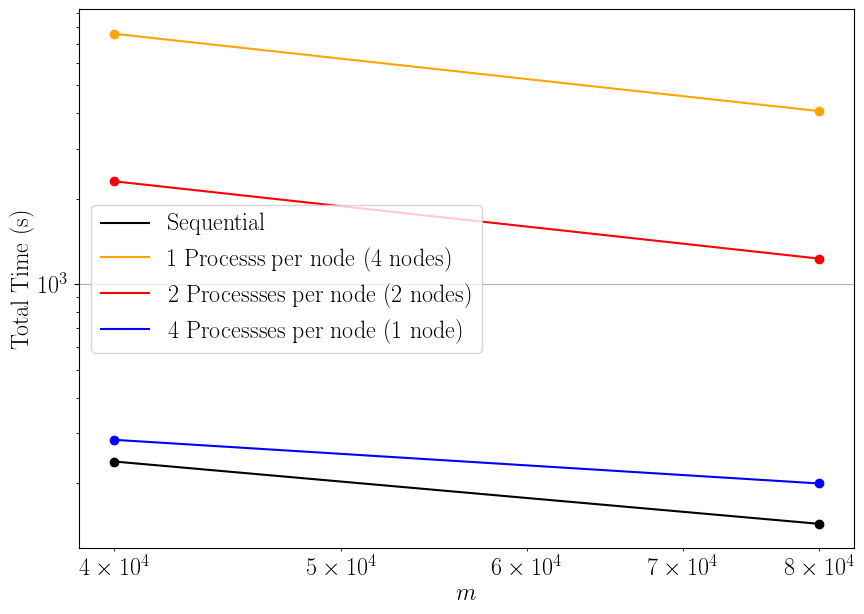 Total Time (s)
10³
Sequential
1 Processs per node (4 nodes)
2 Processses per node (2 nodes)
4 Processses per node (1 node)
4 × 10⁴
5 × 10⁴
6 × 10⁴
7 × 10⁴
8 × 10⁴
m